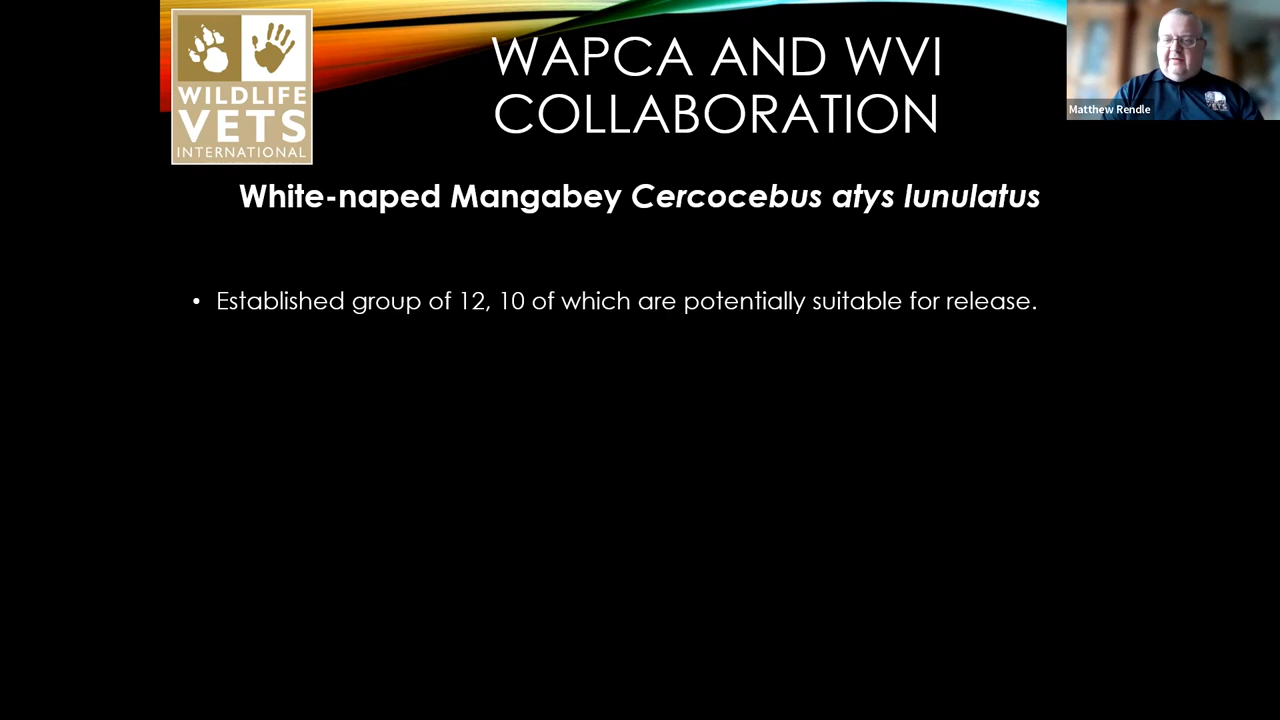 WILDLIFE
VETS
INTERNATIONAL
WAPCA AND WVI
COLLABORATION
Matthew Rendle
White-naped Mangabey Cercocebus atys lunulatus
• Established group of 12, 10 of which are potentially suitable for release.